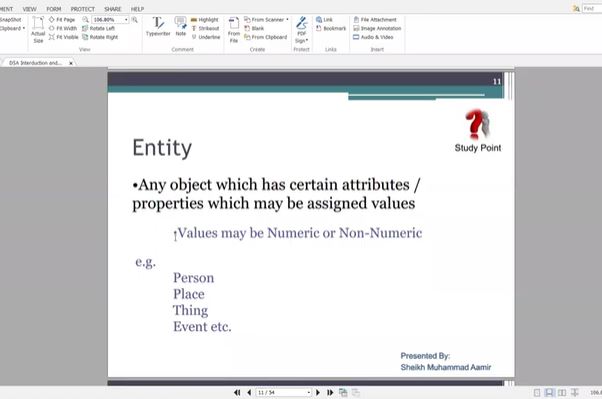 MENT VIEW FORM PROTECT SHARE HELP
Find
SnapShot
Clipboard
Actual Size
Fit Page
Fit Width
Fit Visible
106.80%
Rotate Left
Rotate Right
View
Typewriter
Note
Highlight
Strikeout
Underline
Comment
From File
From Scanner
Blank
From Clipboard
Create
PDF Sign
Protect
Link
Bookmark
Links
File Attachment
Image Annotation
Audio & Video
Insert
DSA Interduction and...
11
Study Point
Entity
•Any object which has certain attributes /
properties which may be assigned values
Values may be Numeric or Non-Numeric
e.g.
Person
Place
Thing
Event etc.
Presented By:
Sheikh Muhammad Aamir
11 / 54